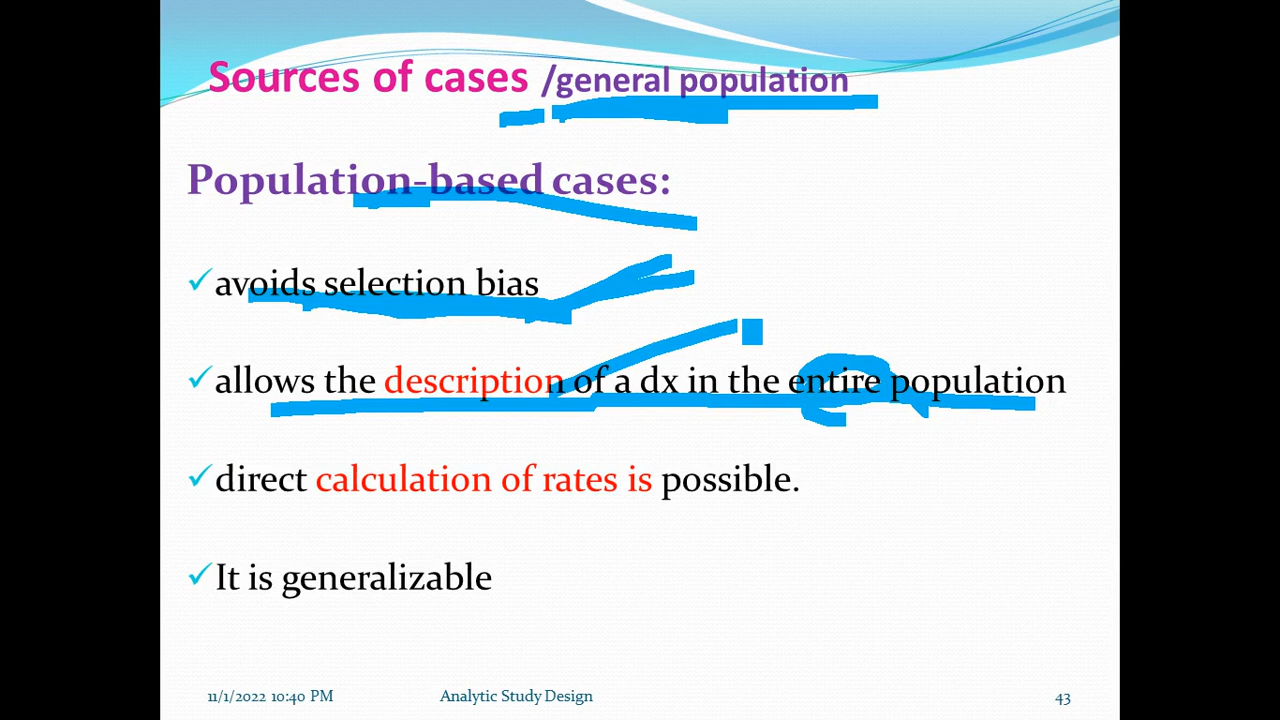 Sources of cases /general population
Population-based cases:
avoids selection bias
allows the description of a dx in the entire population
direct calculation of rates is possible.
It is generalizable
11/1/2022 10:40 PM Analytic Study Design 43